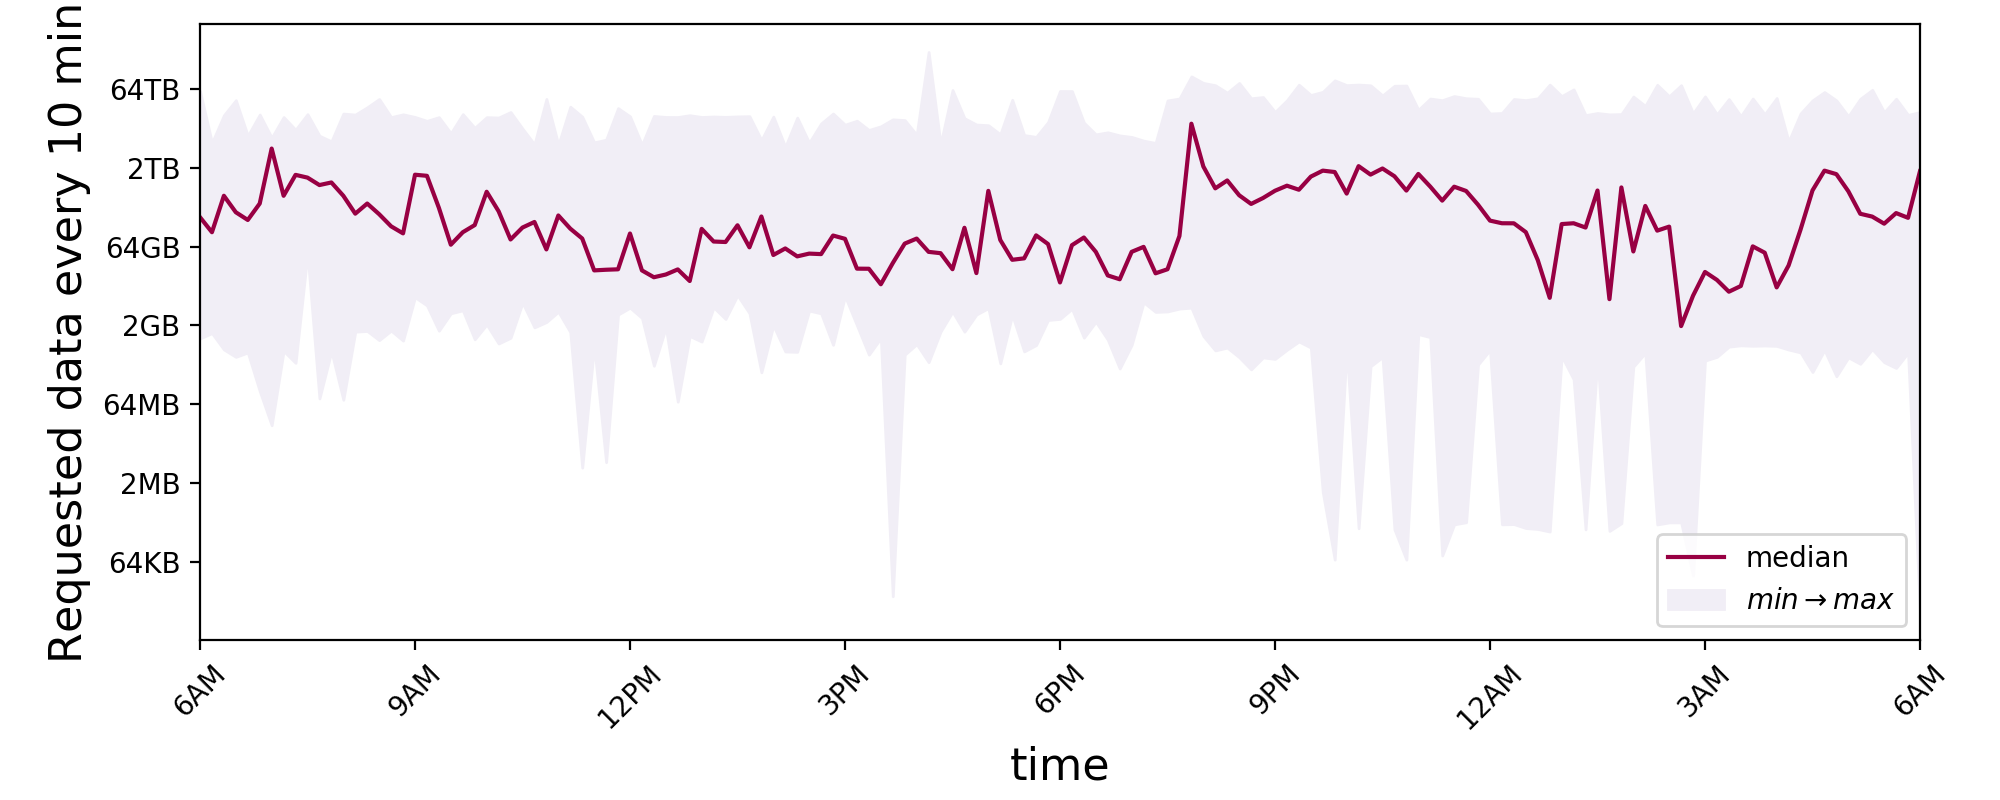 Requested data every 10 min
64TB
2TB
64GB
2GB
64MB
2MB
64KB
median
min→max
6AM
9AM
12PM
3PM
6PM
9PM
12AM
3AM
6AM
time